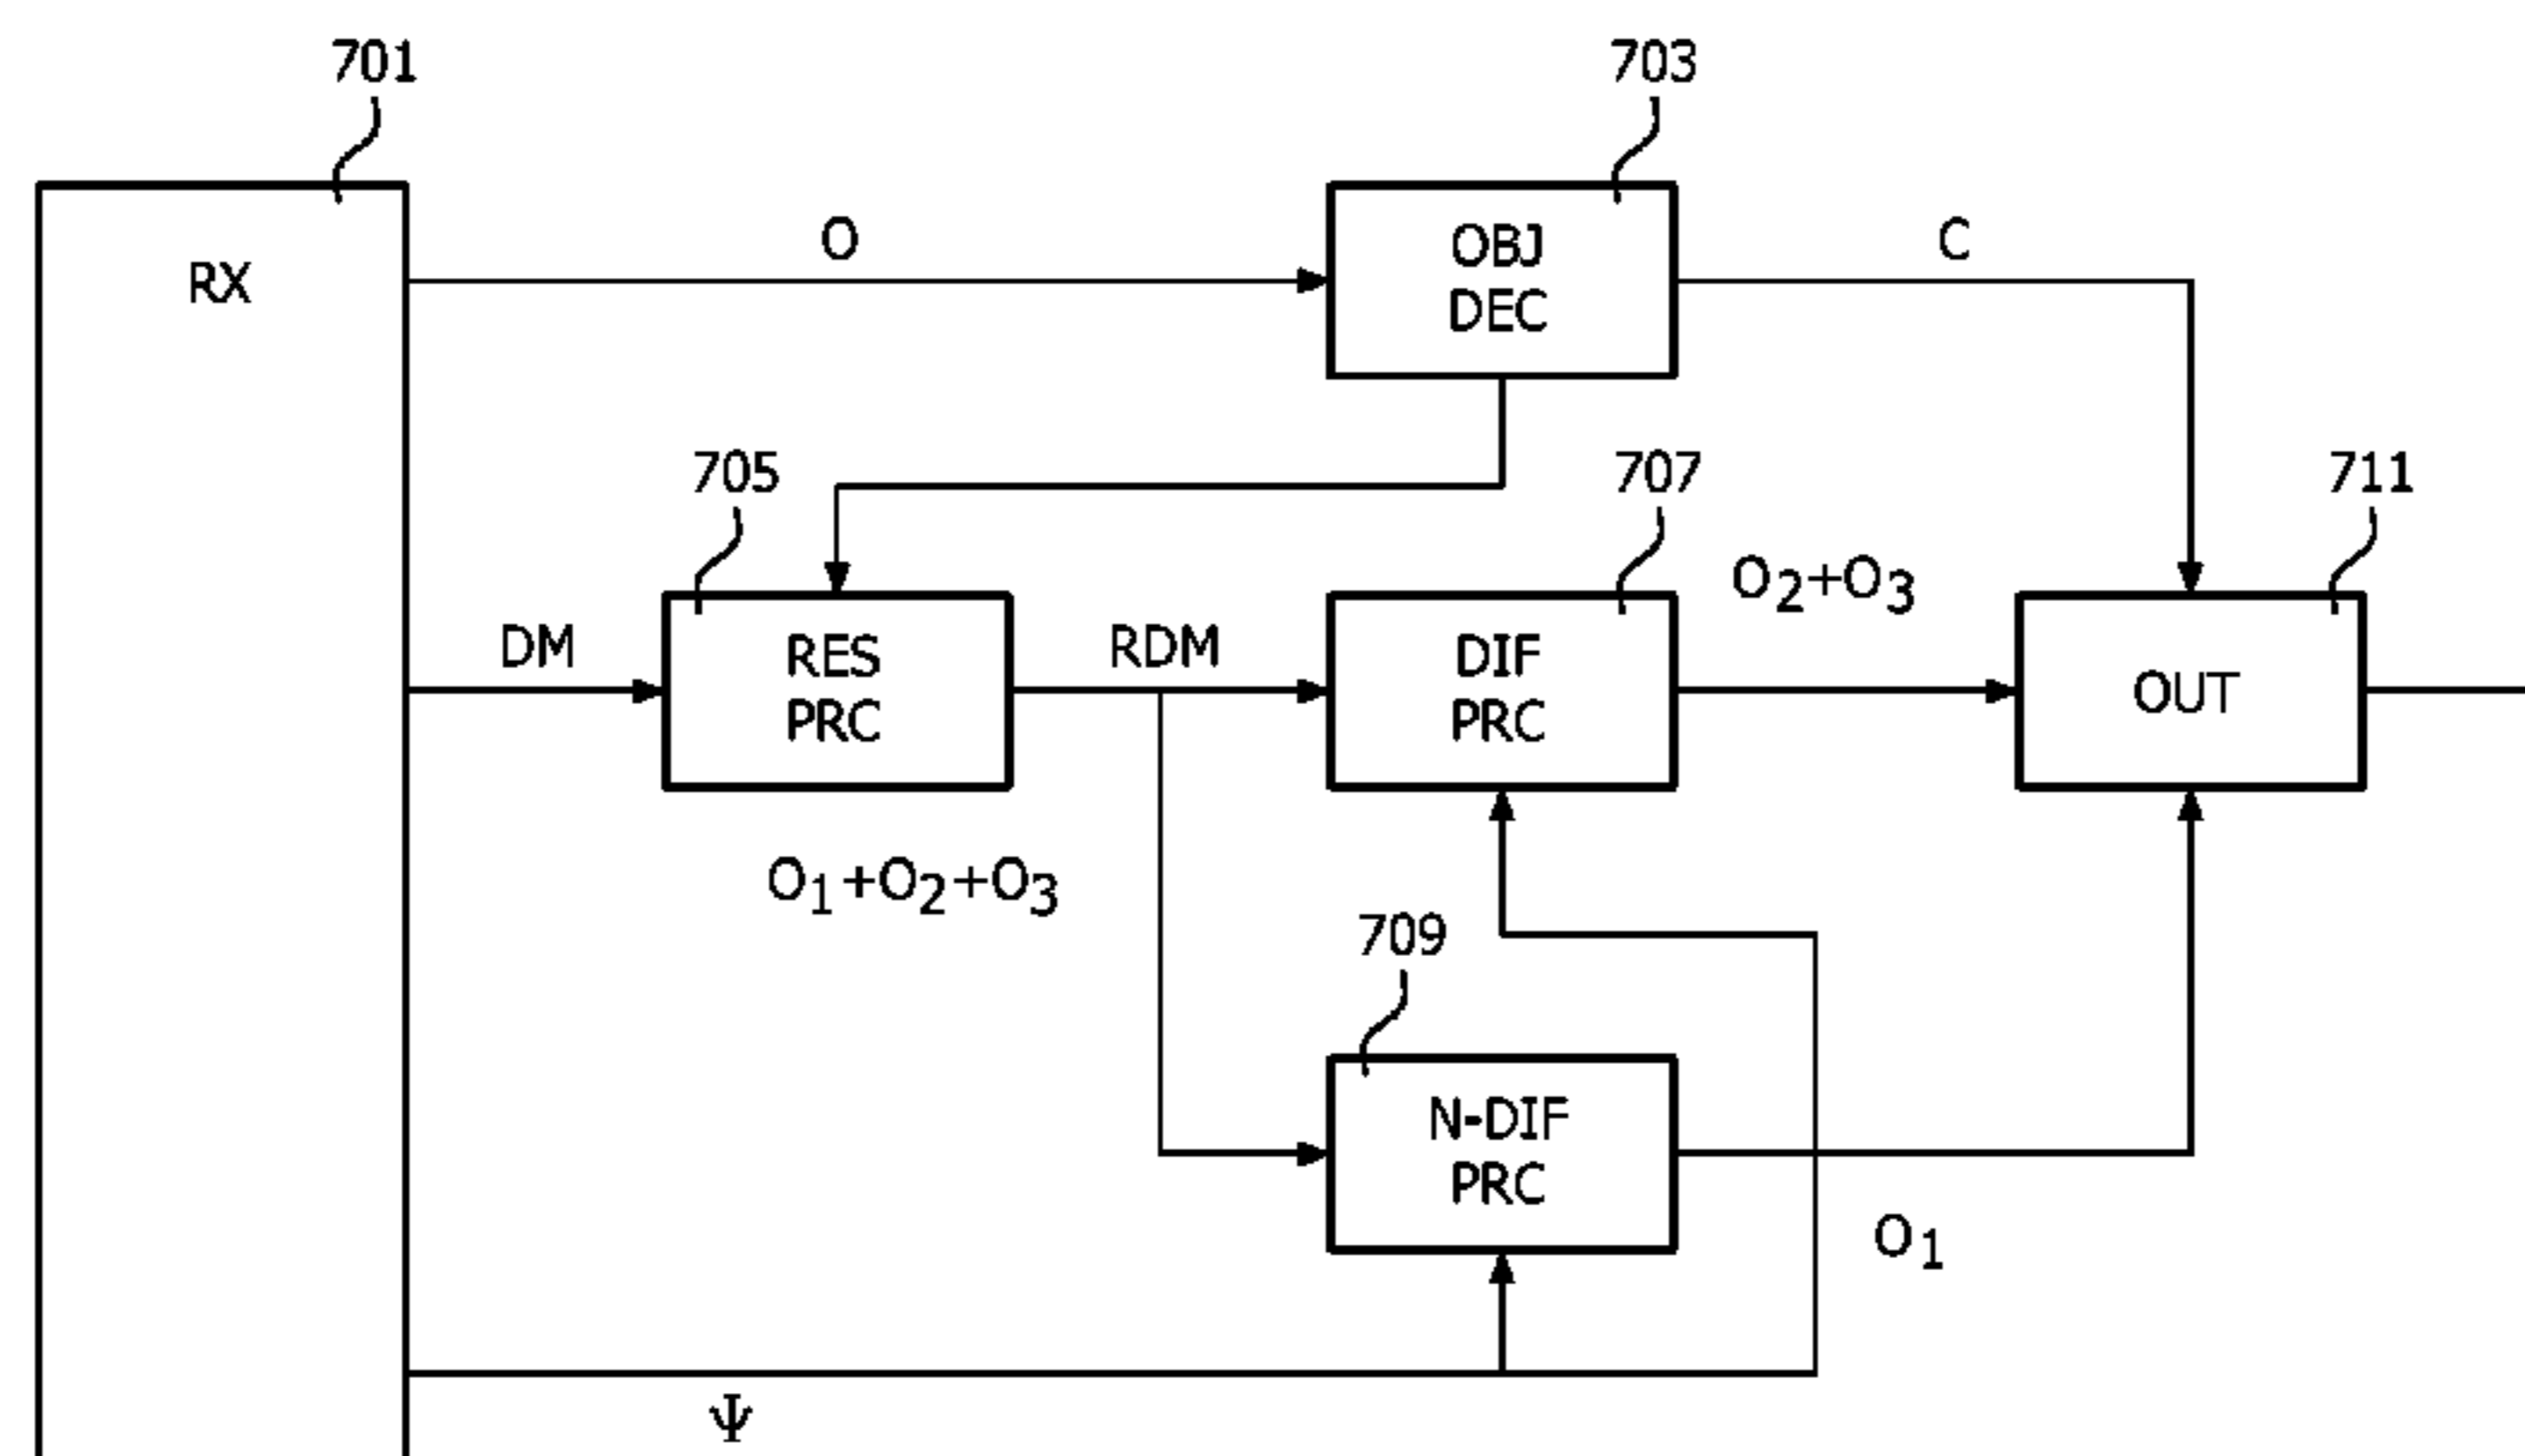 701
703
RX
O
OBJ
DEC
C
705
707
711
DM
RES
PRC
RDM
DIF
PRC
O₂+O₃
OUT
O₁+O₂+O₃
709
N-DIF
PRC
O₁
Ψ